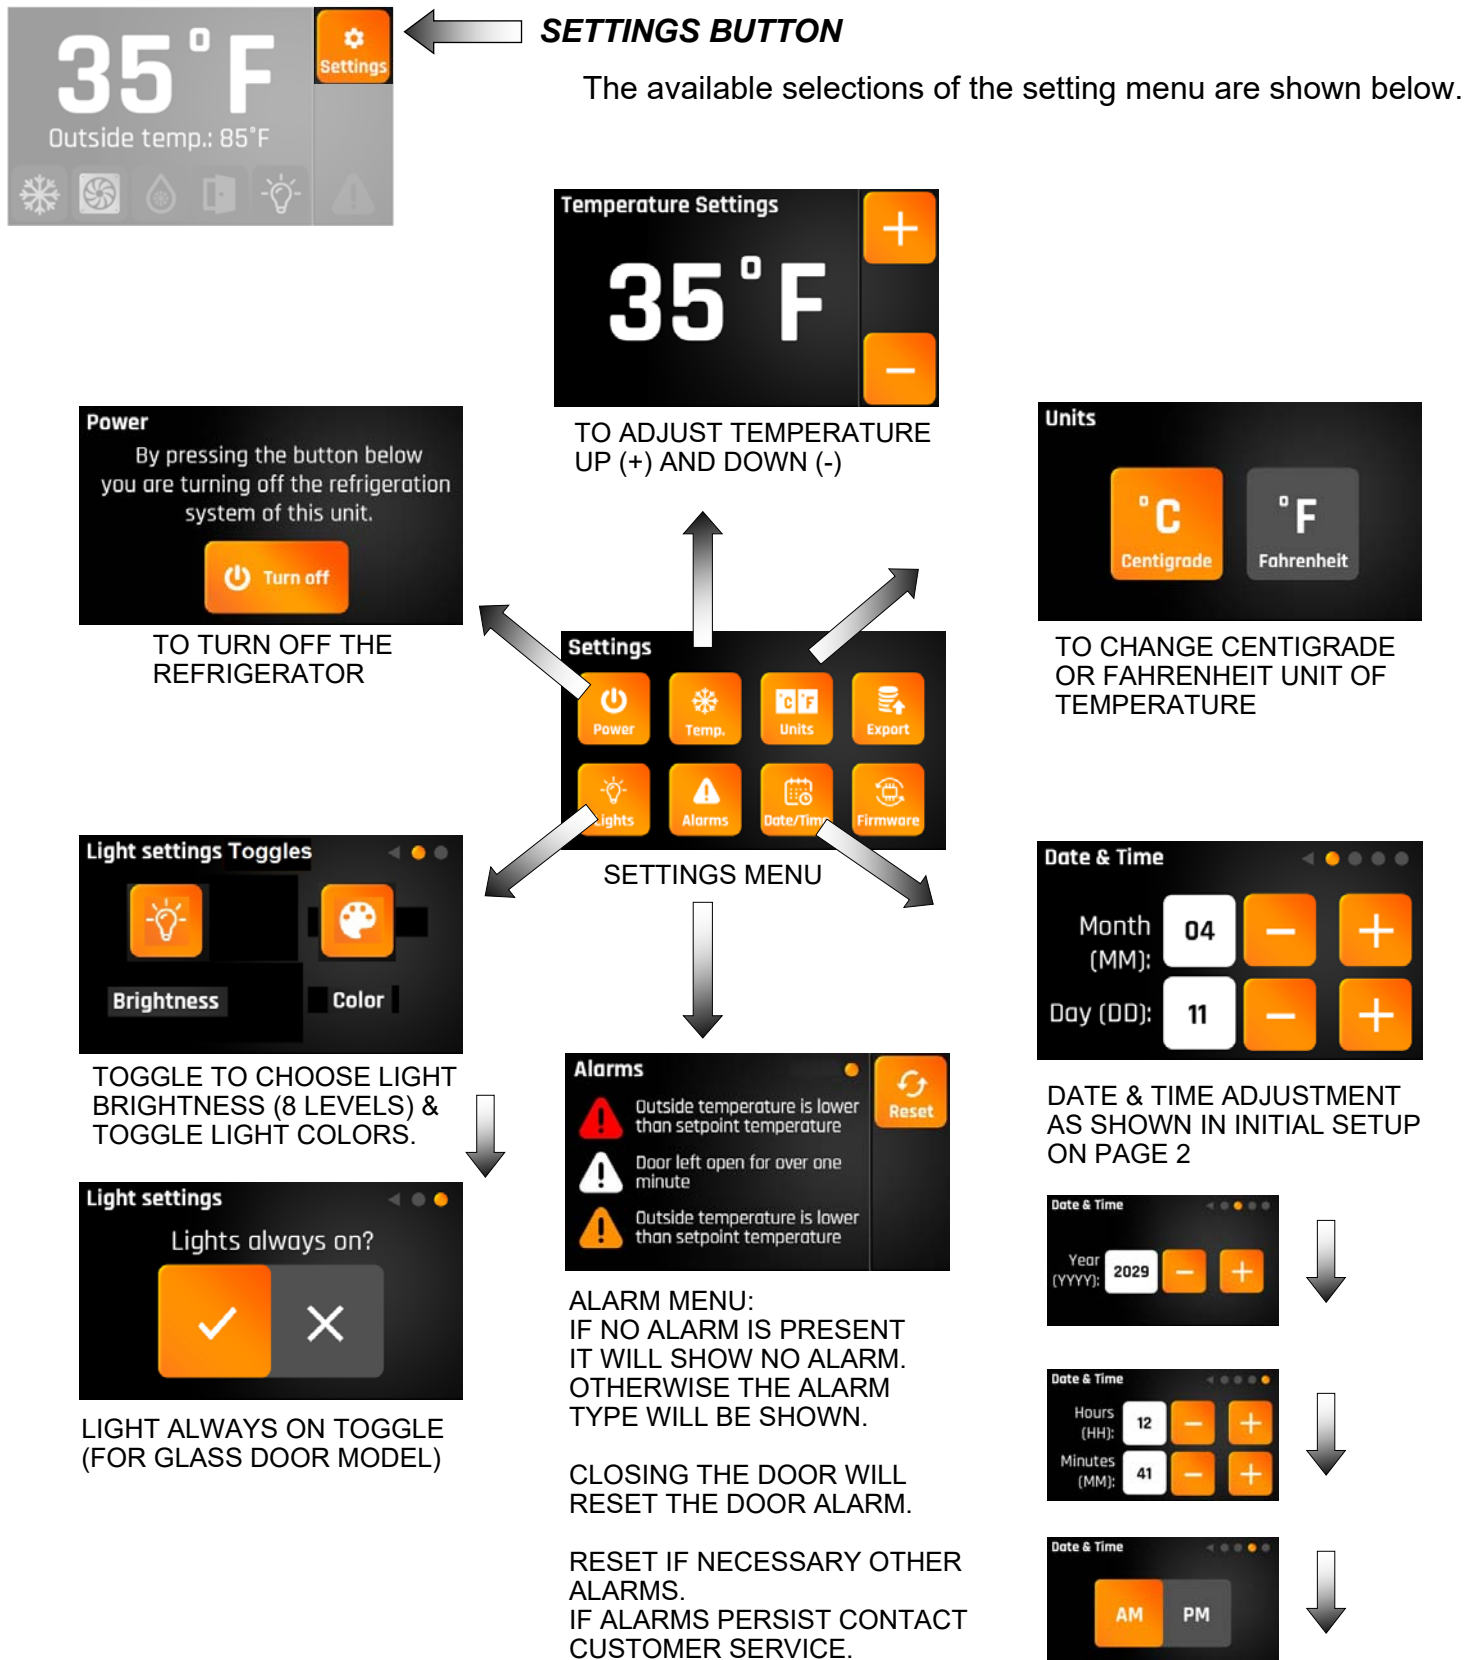 35°F
Settings
Outside temp.: 85°F
SETTINGS BUTTON
The available selections of the setting menu are shown below.
Temperature Settings
35°F
TO ADJUST TEMPERATURE
UP (+) AND DOWN (-)
Power
By pressing the button below
you are turning off the refrigeration
system of this unit.
Turn off
TO TURN OFF THE
REFRIGERATOR
Units
°C
Centigrade
°F
Fahrenheit
TO CHANGE CENTIGRADE
OR FAHRENHEIT UNIT OF
TEMPERATURE
Settings
Power
Temp.
°C °F
Units
Export
Lights
Alarms
Date/Time
Firmware
SETTINGS MENU
Light settings Toggles
Brightness
Color
TOGGLE TO CHOOSE LIGHT
BRIGHTNESS (8 LEVELS) &
TOGGLE LIGHT COLORS.
Light settings
Lights always on?
LIGHT ALWAYS ON TOGGLE
(FOR GLASS DOOR MODEL)
Alarms
Reset
Outside temperature is lower
than setpoint temperature
Door left open for over one
minute
Outside temperature is lower
than setpoint temperature
ALARM MENU:
IF NO ALARM IS PRESENT
IT WILL SHOW NO ALARM.
OTHERWISE THE ALARM
TYPE WILL BE SHOWN.
CLOSING THE DOOR WILL
RESET THE DOOR ALARM.
RESET IF NECESSARY OTHER
ALARMS.
IF ALARMS PERSIST CONTACT
CUSTOMER SERVICE.
Date & Time
Month
(MM):
04
Day (DD):
11
DATE & TIME ADJUSTMENT
AS SHOWN IN INITIAL SETUP
ON PAGE 2
Date & Time
Year
(YYYY):
2029
Date & Time
Hours
(HH):
12
Minutes
(MM):
41
Date & Time
AM
PM